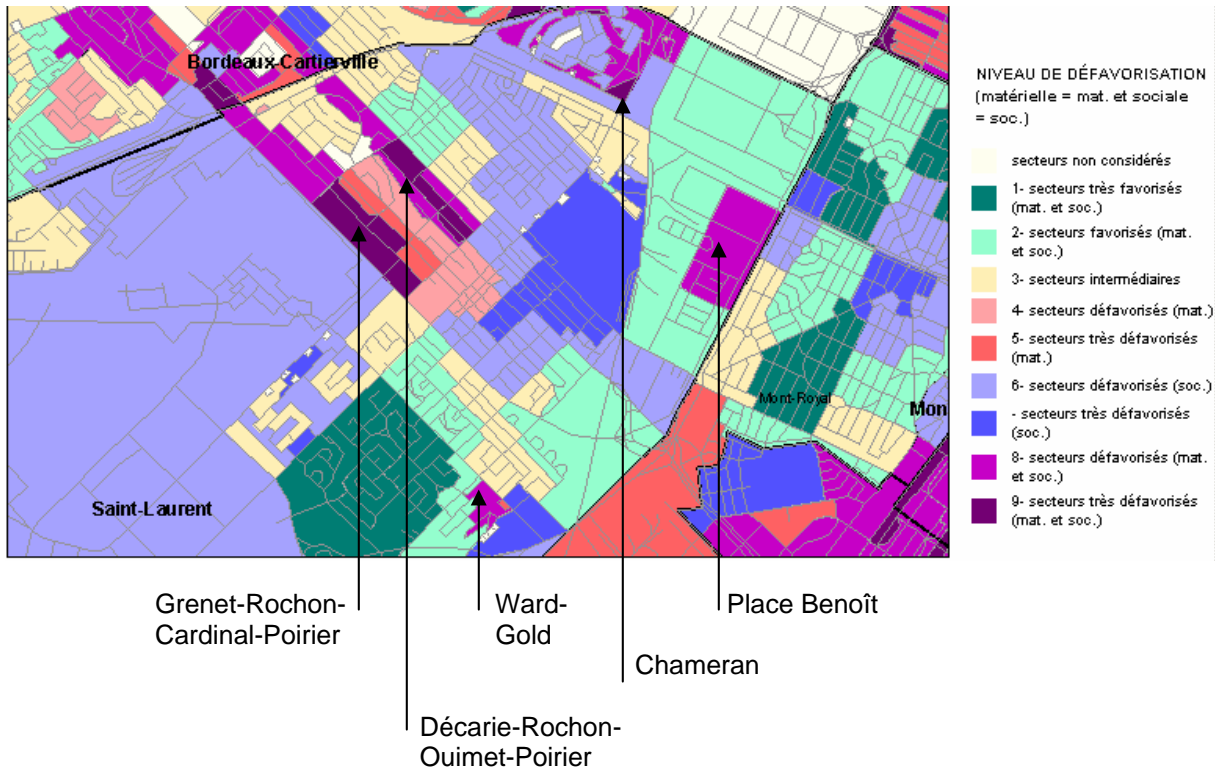 Bordeaux-Cartierville
Mont-Royal
Mon
Saint-Laurent
NIVEAU DE DÉFAVORISATION
(matérielle = mat. et sociale
= soc.)
secteurs non considérés
1- secteurs très favorisés
(mat. et soc.)
2- secteurs favorisés (mat.
et soc.)
3- secteurs intermédiaires
4- secteurs défavorisés (mat.)
5- secteurs très défavorisés
(mat.)
6- secteurs défavorisés (soc.)
- secteurs très défavorisés
(soc.)
8- secteurs défavorisés (mat.
et soc.)
9- secteurs très défavorisés
(mat. et soc.)
Grenet-Rochon-
Cardinal-Poirier
Ward-
Gold
Place Benoît
Chameran
Décarie-Rochon-
Ouimet-Poirier